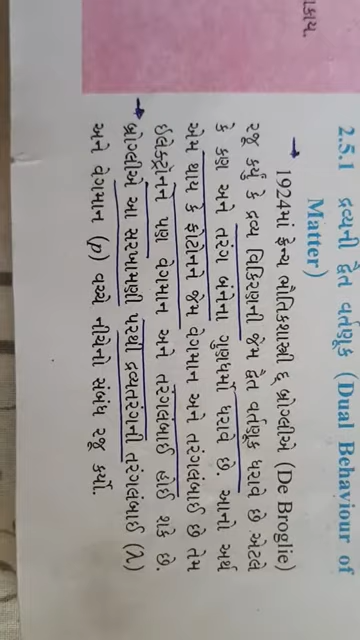 કાય.
2.5.1 દ્રવ્યની દ્વૈત વર્તણૂક (Dual Behaviour of
Matter)
1924માં ફ્રેન્ચ ભૌતિકશાસ્ત્રી દ્ બ્રોગ્લીએ (De Broglie)
રજૂ કર્યું કે દ્રવ્ય વિકિરણની જેમ દ્વૈત વર્તણૂક ધરાવે છે એટલે
કે કણ અને તરંગ બંનેના ગુણધર્મો ધરાવે છે. આનો અર્થ
એમ થાય કે ફોટોનને જેમ વેગમાન અને તરંગલંબાઈ છે તેમ
ઇલેક્ટ્રોનને પણ વેગમાન અને તરંગલંબાઈ હોઈ શકે છે.
બ્રોગ્લીએ આ સરખામણી પરથી દ્રવ્યતરંગની તરંગલંબાઈ (λ)
અને વેગમાન (p) વચ્ચે નીચેનો સંબંધ રજૂ કર્યો.